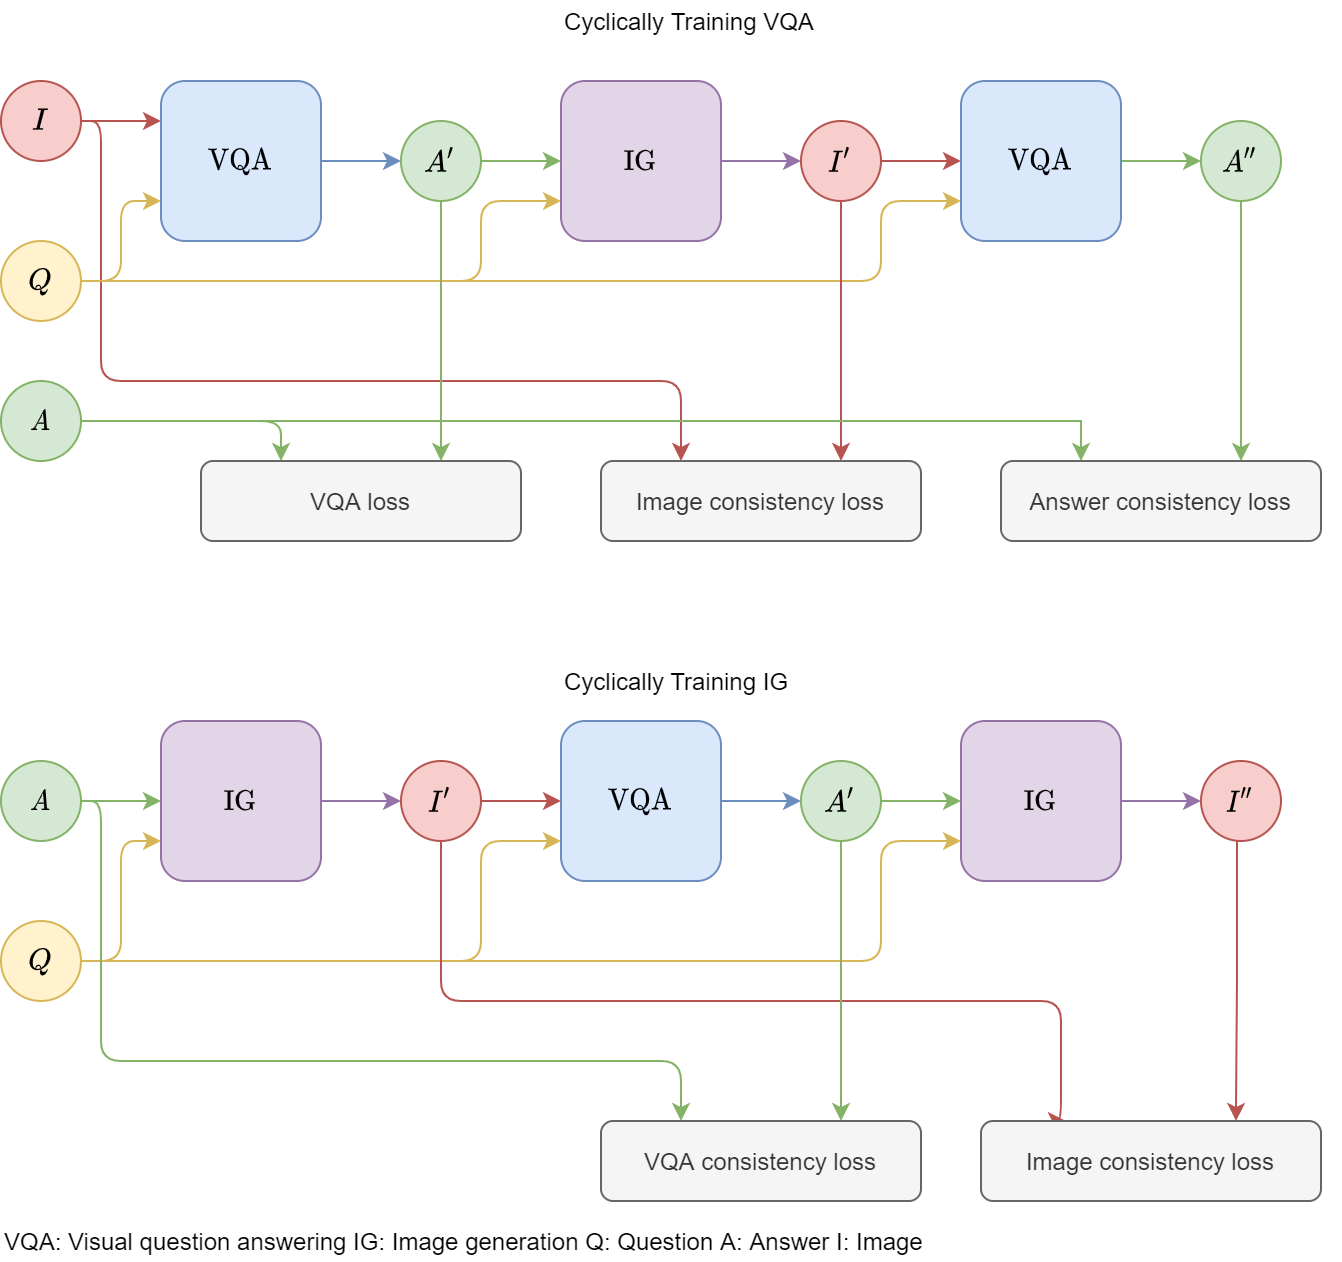 Cyclically Training VQA
I
VQA
A′
IG
I′
VQA
A″
Q
A
VQA loss
Image consistency loss
Answer consistency loss
Cyclically Training IG
A
IG
I′
VQA
A′
IG
I″
Q
VQA consistency loss
Image consistency loss
VQA: Visual question answering IG: Image generation Q: Question A: Answer I: Image